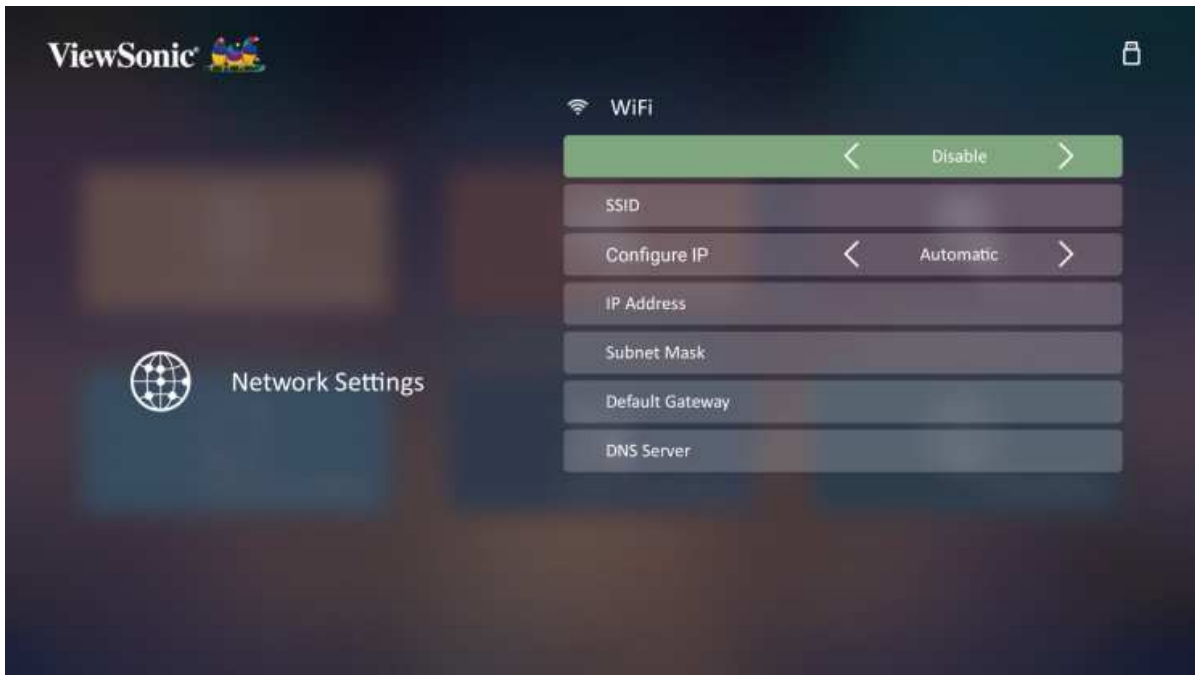 ViewSonic®
WiFi
Disable
SSID
Configure IP Automatic
IP Address
Subnet Mask
Default Gateway
DNS Server
Network Settings